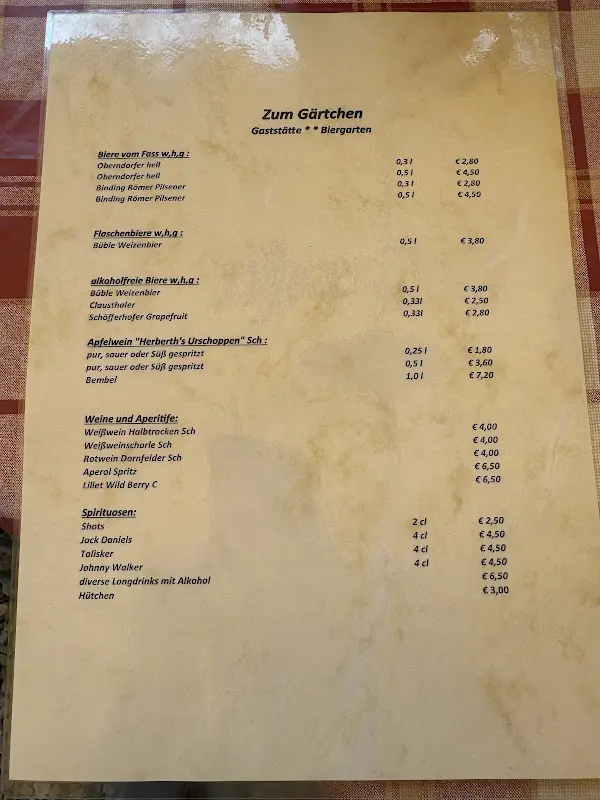 Zum Gärtchen
Gaststätte * * Biergarten
Biere vom Fass w,h,g :
Oberndorfer hell 0,3 l € 2,80
Oberndorfer hell 0,5 l € 4,50
Binding Römer Pilsener 0,3 l € 2,80
Binding Römer Pilsener 0,5 l € 4,50
Flaschenbiere w,h,g :
Büble Weizenbier 0,5 l € 3,80
alkoholfreie Biere w,h,g :
Büble Weizenbier 0,5 l € 3,80
Clausthaler 0,33l € 2,50
Schöfferhofer Grapefruit 0,33l € 2,80
Apfelwein "Herberth's Urschoppen" Sch :
pur, sauer oder Süß gespritzt 0,25 l € 1,80
pur, sauer oder Süß gespritzt 0,5 l € 3,60
Bembel 1,0 l € 7,20
Weine und Aperitife:
Weißwein Halbtrocken Sch € 4,00
Weißweinschorle Sch € 4,00
Rotwein Dornfelder Sch € 4,00
Aperol Spritz € 6,50
Lillet Wild Berry C € 6,50
Spirituosen:
Shots 2 cl € 2,50
Jack Daniels 4 cl € 4,50
Talisker 4 cl € 4,50
Johnny Walker 4 cl € 4,50
diverse Longdrinks mit Alkohol € 6,50
Hütchen € 3,00